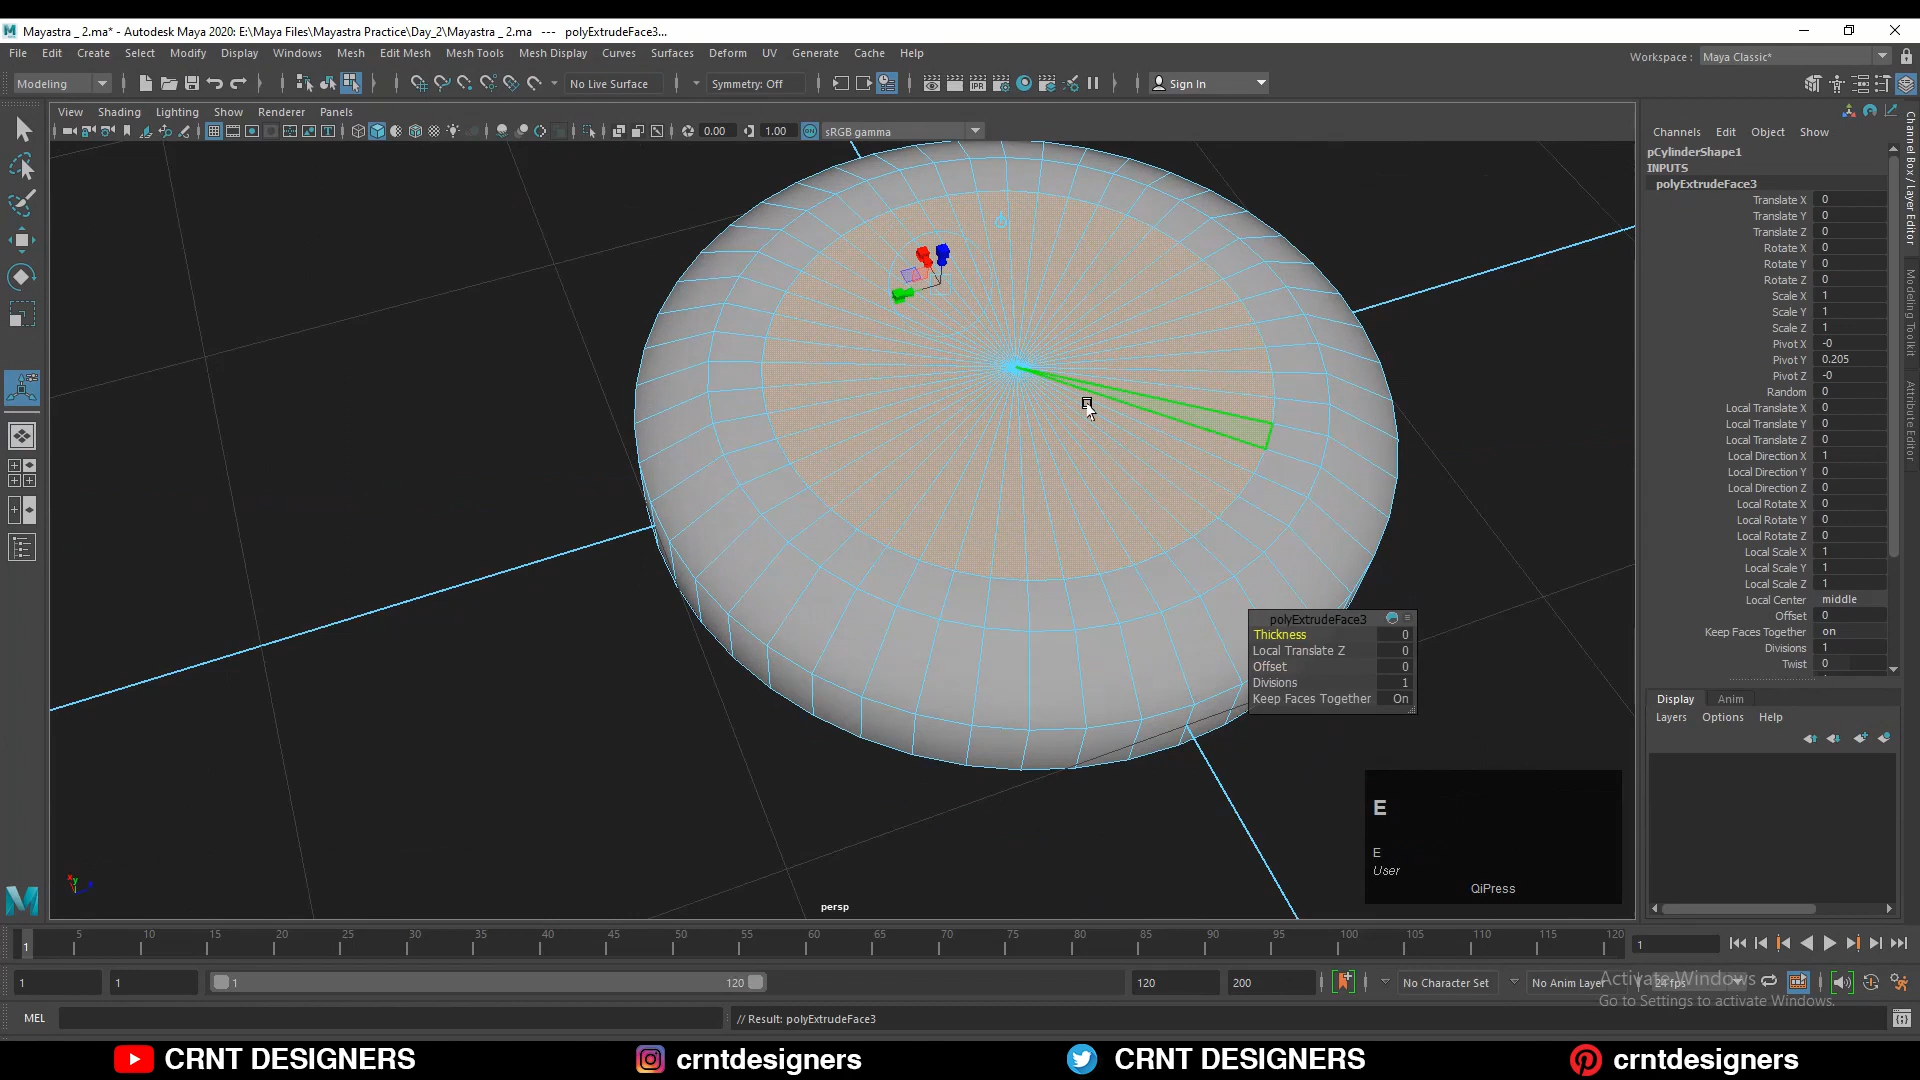 Mayastra _ 2.ma* - Autodesk Maya 2020: E:\Maya Files\Mayastra Practice\Day_2\Mayastra _ 2.ma   ---   polyExtrudeFace3...
File Edit Create Select Modify Display Windows Mesh Edit Mesh Mesh Tools Mesh Display Curves Surfaces Deform UV Generate Cache Help
Workspace : Maya Classic*
Modeling No Live Surface Symmetry: Off Sign In
View Shading Lighting Show Renderer Panels
0.00 1.00 sRGB gamma
Channels Edit Object Show
pCylinderShape1
INPUTS
polyExtrudeFace3
Translate X 0
Translate Y 0
Translate Z 0
Rotate X 0
Rotate Y 0
Rotate Z 0
Scale X 1
Scale Y 1
Scale Z 1
Pivot X -0
Pivot Y 0.205
Pivot Z -0
Random 0
Local Translate X 0
Local Translate Y 0
Local Translate Z 0
Local Direction X 1
Local Direction Y 0
Local Direction Z 0
Local Rotate X 0
Local Rotate Y 0
Local Rotate Z 0
Local Scale X 1
Local Scale Y 1
Local Scale Z 1
Local Center middle
Offset 0
Keep Faces Together on
Divisions 1
Twist 0
Channel Box / Layer Editor
Modeling Toolkit
Attribute Editor
polyExtrudeFace3
Thickness 0
Local Translate Z 0
Offset 0
Divisions 1
Keep Faces Together On
Display Anim
Layers Options Help
E
E
User
QiPress
persp
1 5 10 15 20 25 30 35 40 45 50 55 60 65 70 75 80 85 90 95 100 105 110 115 120 1
1 1 1 120 120 200 No Character Set No Anim Layer 24 fps
Activate Windows
Go to Settings to activate Windows.
MEL // Result: polyExtrudeFace3
CRNT DESIGNERS crntdesigners CRNT DESIGNERS crntdesigners